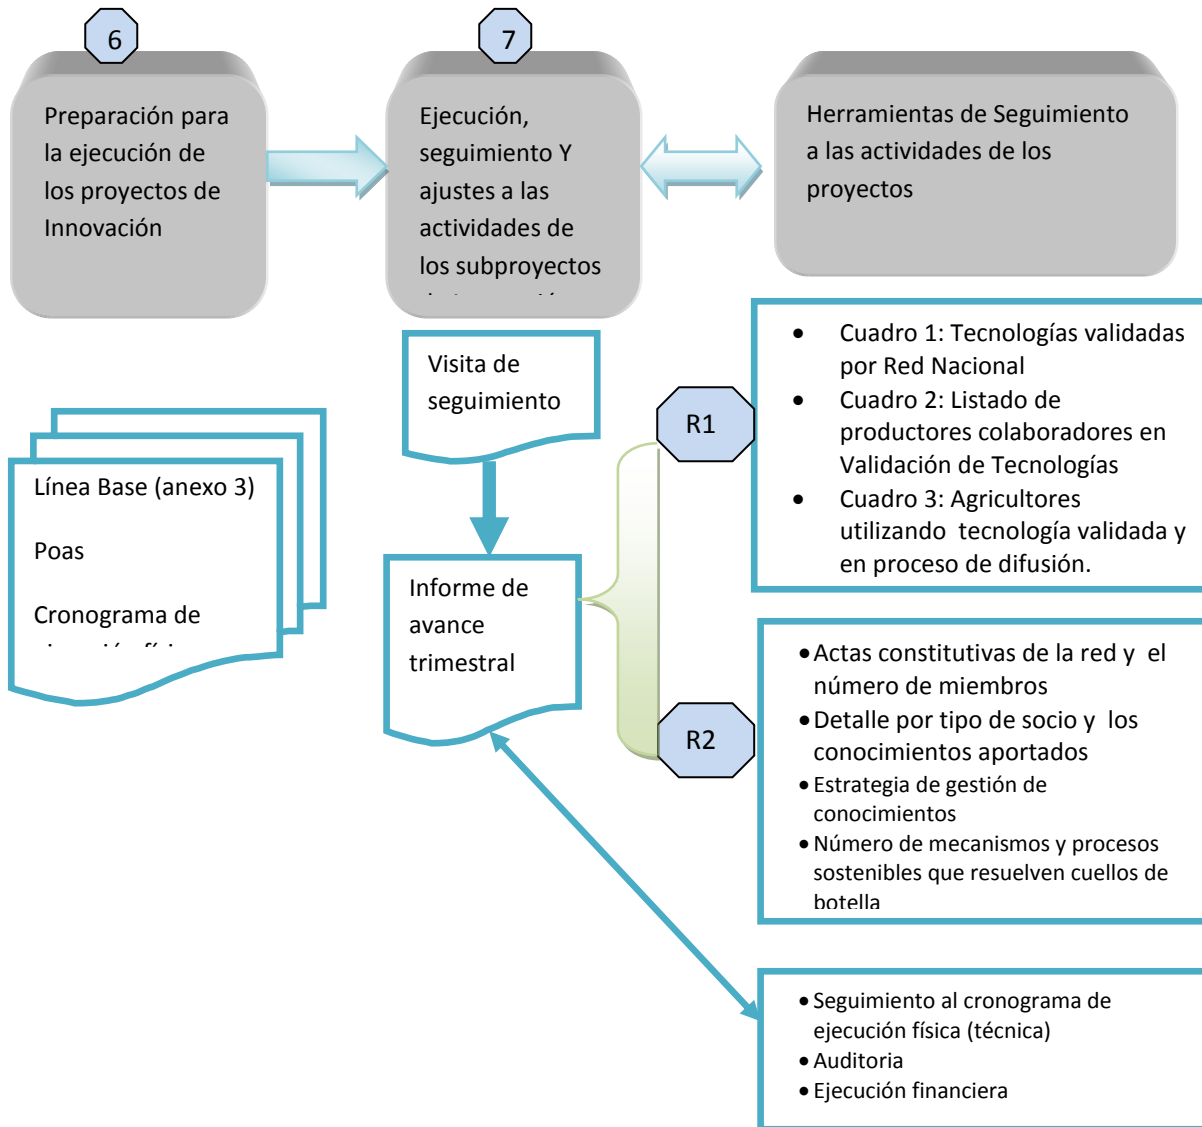 6
Preparación para
la ejecución de
los proyectos de
Innovación
7
Ejecución,
seguimiento Y
ajustes a las
actividades de
los subproyectos
Herramientas de Seguimiento
a las actividades de los
proyectos
Línea Base (anexo 3)
Poas
Cronograma de
Visita de
seguimiento
Informe de
avance
trimestral
R1
• Cuadro 1: Tecnologías validadas
por Red Nacional
• Cuadro 2: Listado de
productores colaboradores en
Validación de Tecnologías
• Cuadro 3: Agricultores
utilizando tecnología validada y
en proceso de difusión.
R2
• Actas constitutivas de la red y el
número de miembros
• Detalle por tipo de socio y los
conocimientos aportados
• Estrategia de gestión de
conocimientos
• Número de mecanismos y procesos
sostenibles que resuelven cuellos de
botella
• Seguimiento al cronograma de
ejecución física (técnica)
• Auditoria
• Ejecución financiera